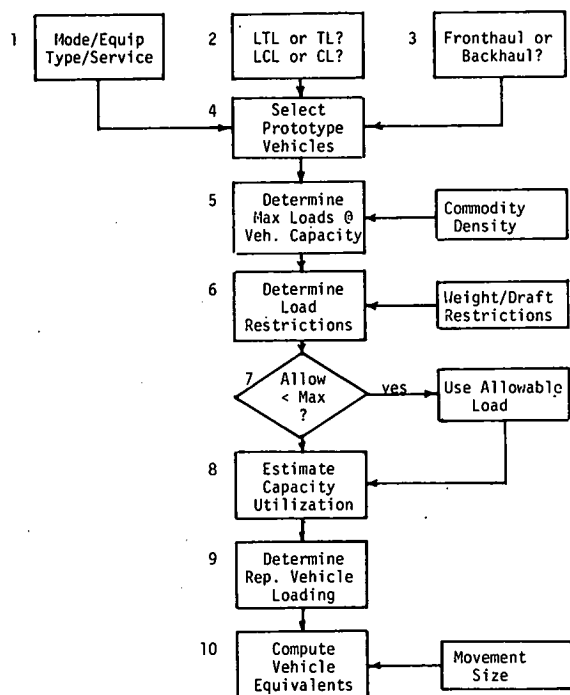 1
Mode/Equip
Type/Service
2
LTL or TL?
LCL or CL?
3
Fronthaul or
Backhaul?
4
Select
Prototype
Vehicles
5
Determine
Max Loads @
Veh. Capacity
Commodity
Density
6
Determine
Load
Restrictions
Weight/Draft
Restrictions
7
Allow
< Max
?
yes
Use Allowable
Load
8
Estimate
Capacity
Utilization
9
Determine
Rep. Vehicle
Loading
10
Compute
Vehicle
Equivalents
Movement
Size